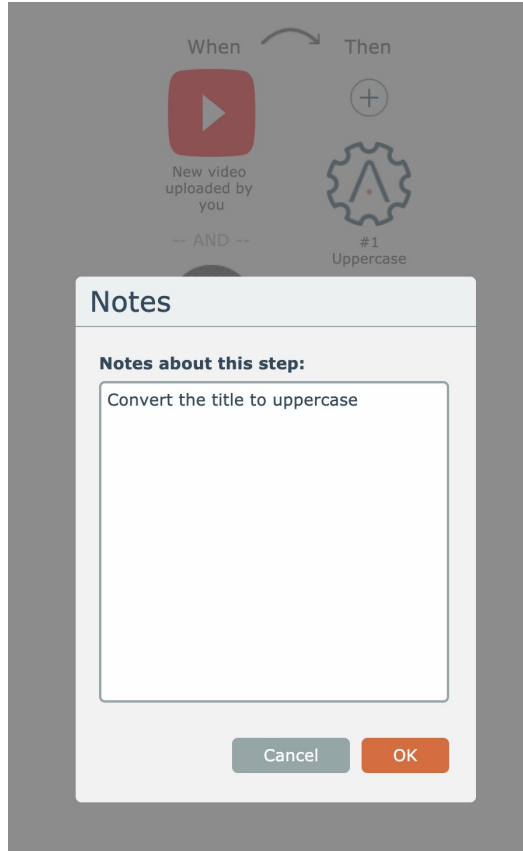 When
Then
New video
uploaded by
you
-- AND --
#1
Uppercase
Notes
Notes about this step:
Convert the title to uppercase
Cancel
OK